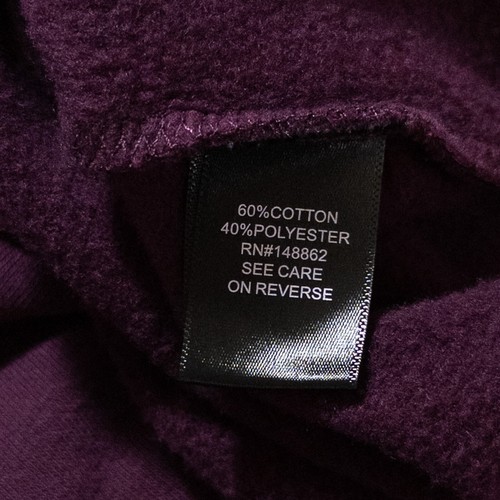 60%COTTON
40%POLYESTER
RN#148862
SEE CARE
ON REVERSE